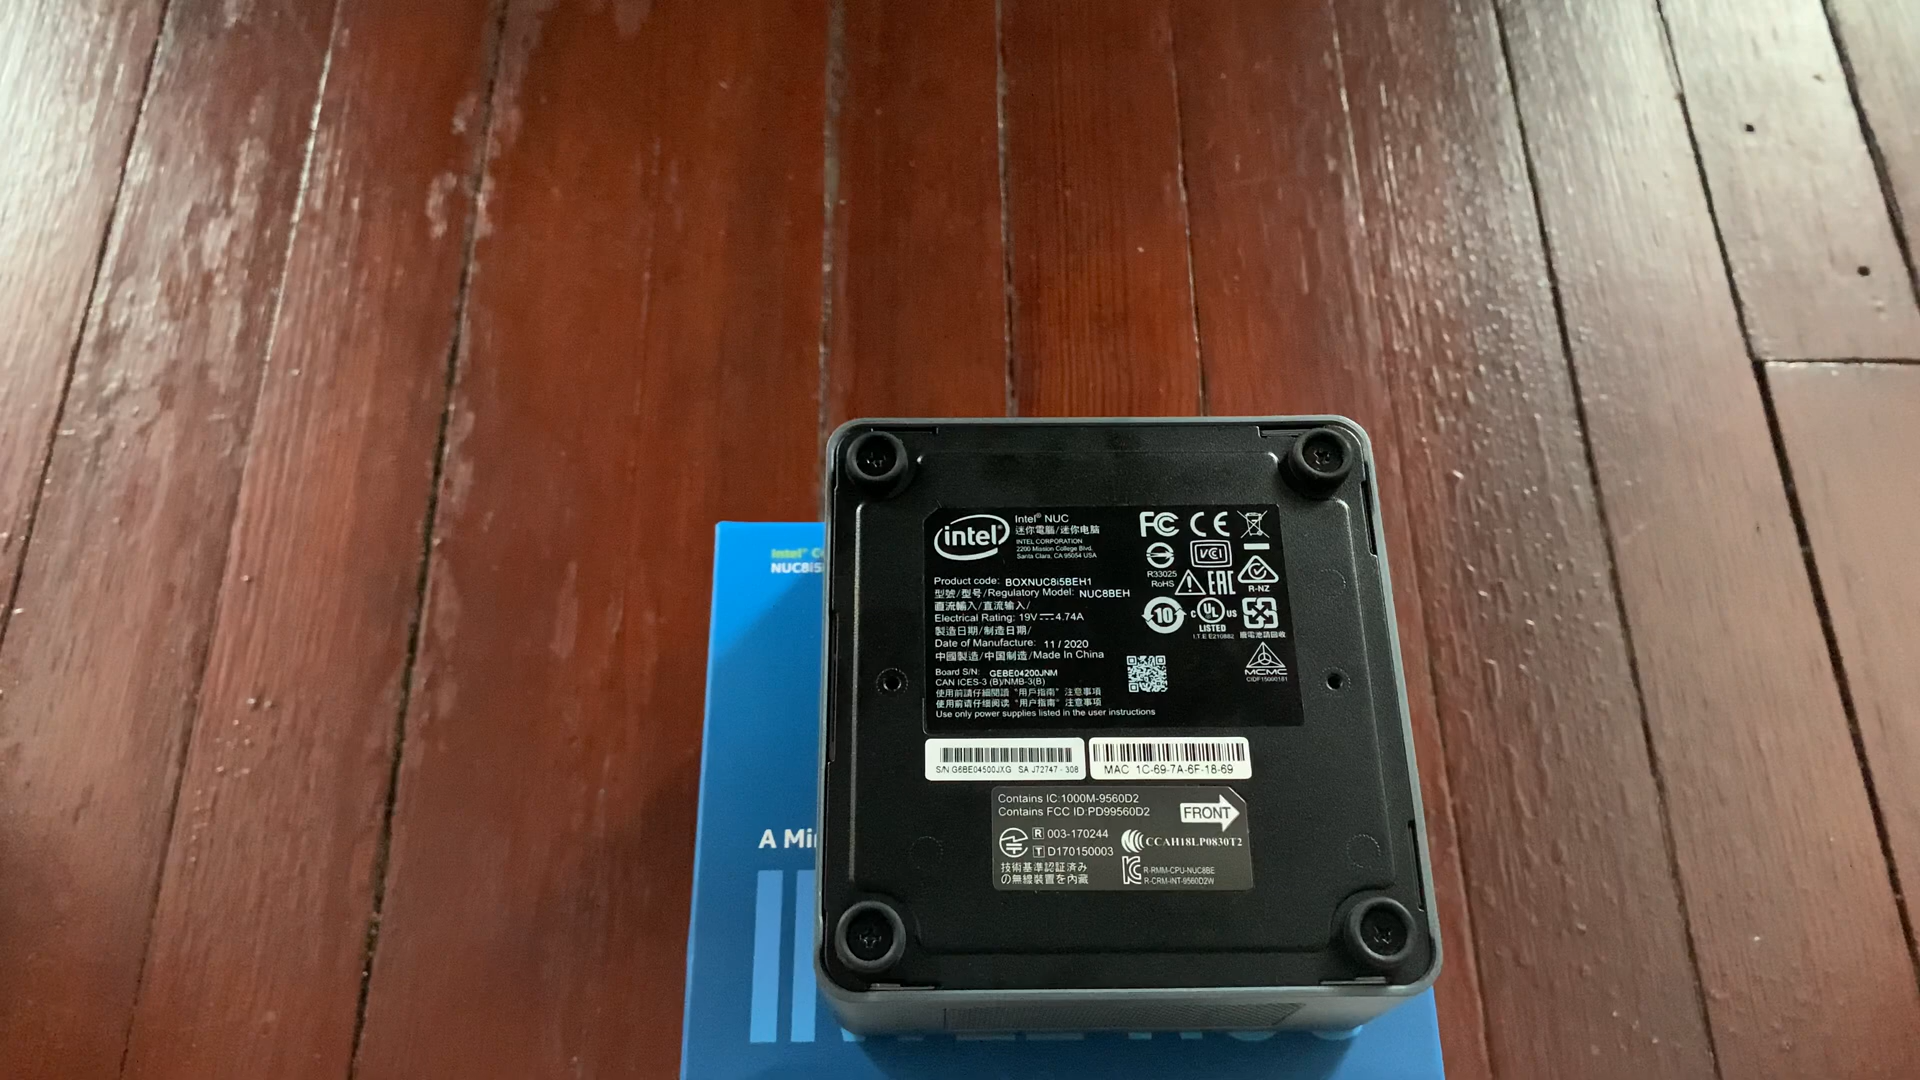 Intel® C
NUC8i5
A Mi
intel
Intel® NUC
迷你電腦/迷你电脑
INTEL CORPORATION
2200 Mission College Blvd.
Santa Clara, CA 95054 USA
Product code: BOXNUC8i5BEH1
型號/型号/Regulatory Model: NUC8BEH
直流輸入/直流输入/
Electrical Rating: 19V 4.74A
製造日期/制造日期/
Date of Manufacture: 11 / 2020
中國製造/中国制造/Made In China
Board S/N: GEBE04200JNM
CAN ICES-3 (B)/NMB-3(B)
使用前請仔細閱讀 "用戶指南" 注意事項
使用前请仔细阅读 "用户指南" 注意事項
Use only power supplies listed in the user instructions
FC CE
VCI
R33025
RoHS
EAC
R-NZ
10
C UL US
LISTED
I.T.E E210882
廢電池請回收
MCMC
CIDF15000181
S/N G6BE04500JXG SA J72747 - 308
MAC 1C-69-7A-6F-18-69
Contains IC:1000M-9560D2
Contains FCC ID:PD99560D2
FRONT
R 003-170244
T D170150003
CCAH18LP0830T2
技術基準認証済み
の無線装置を内蔵
R-RMM-CPU-NUC8BE
R-CRM-INT-9560D2W